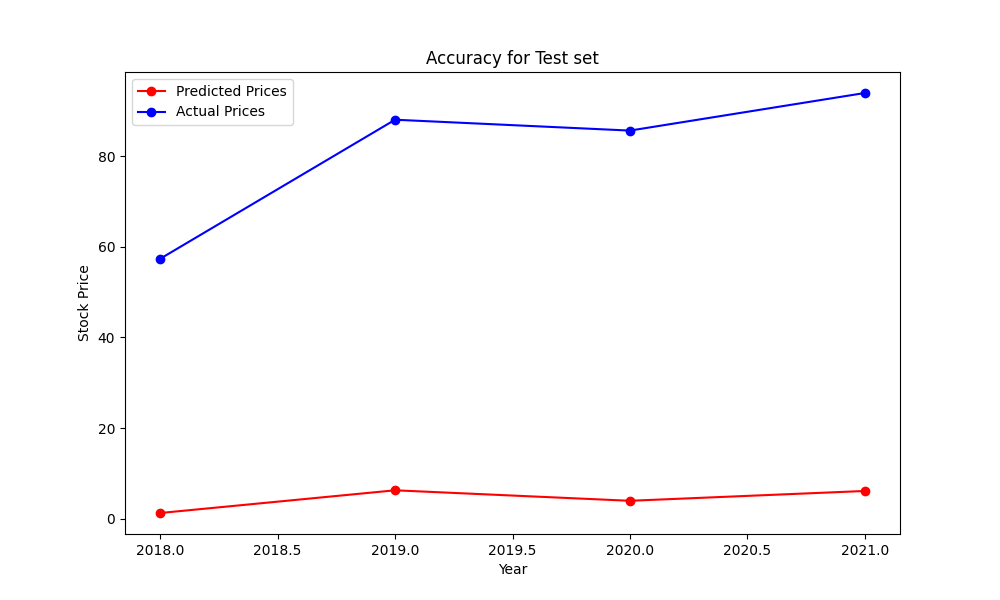 Accuracy for Test set
Predicted Prices
Actual Prices
80
60
40
20
0
Stock Price
2018.0 2018.5 2019.0 2019.5 2020.0 2020.5 2021.0
Year